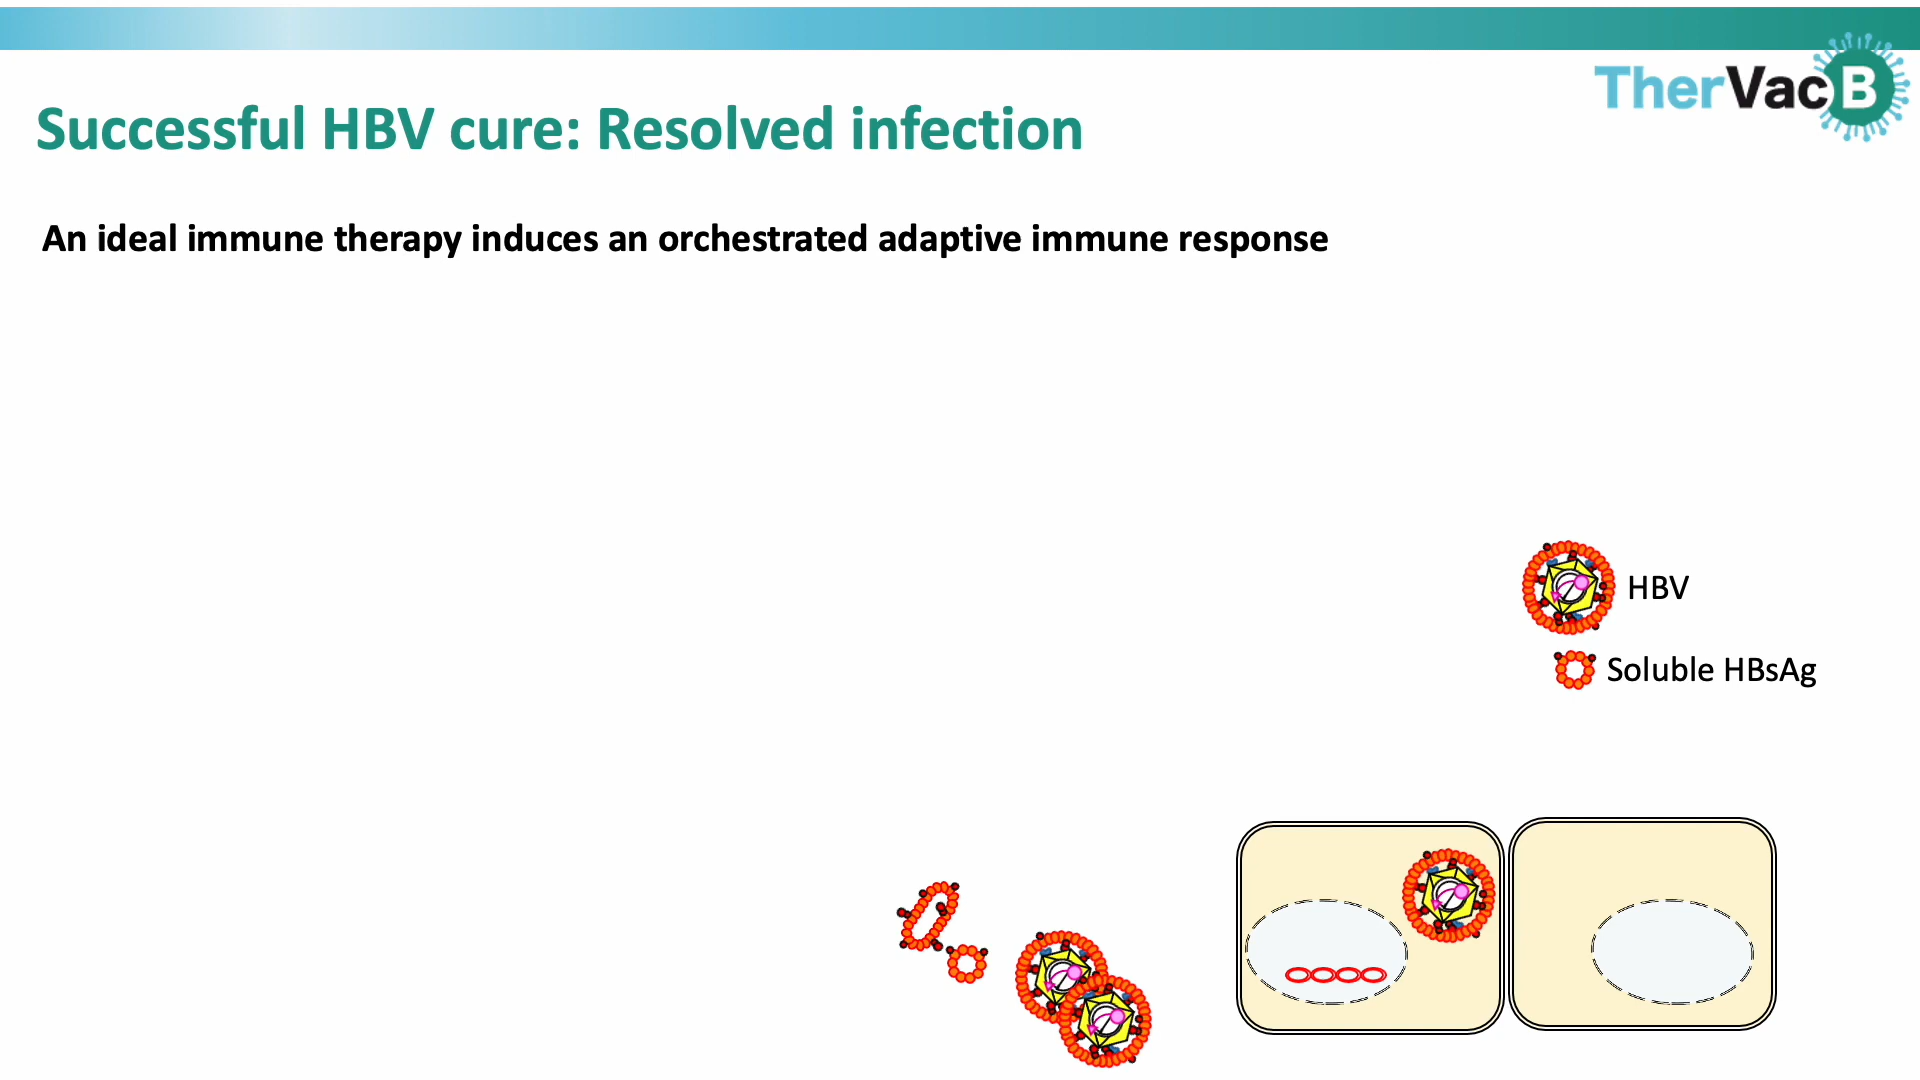 TherVacB
Successful HBV cure: Resolved infection
An ideal immune therapy induces an orchestrated adaptive immune response
HBV
Soluble HBsAg